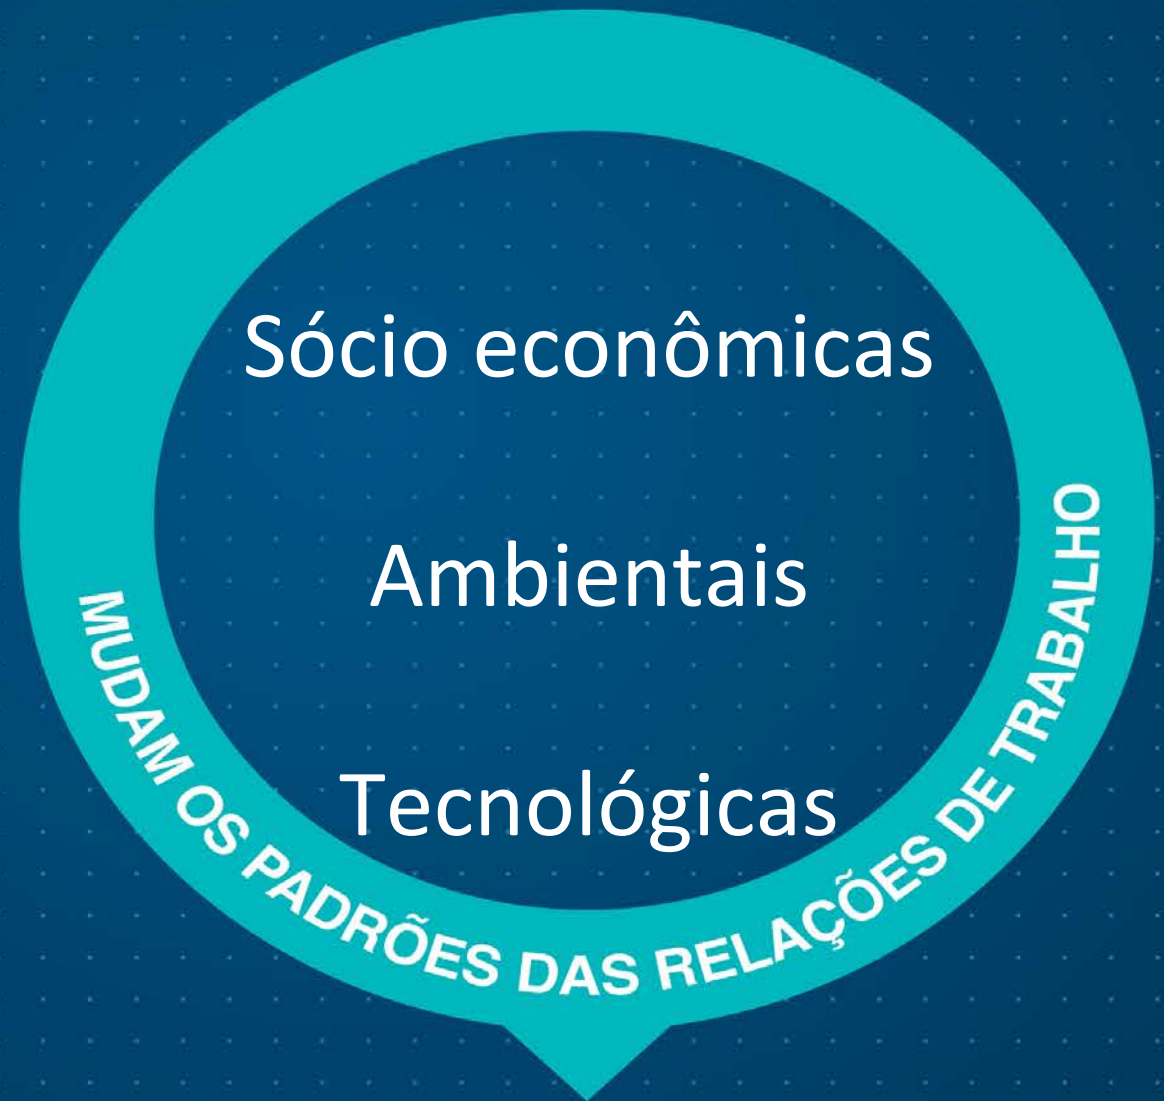 Sócio econômicas
Ambientais
Tecnológicas
MUDAM OS PADRÕES DAS RELAÇÕES DE TRABALHO